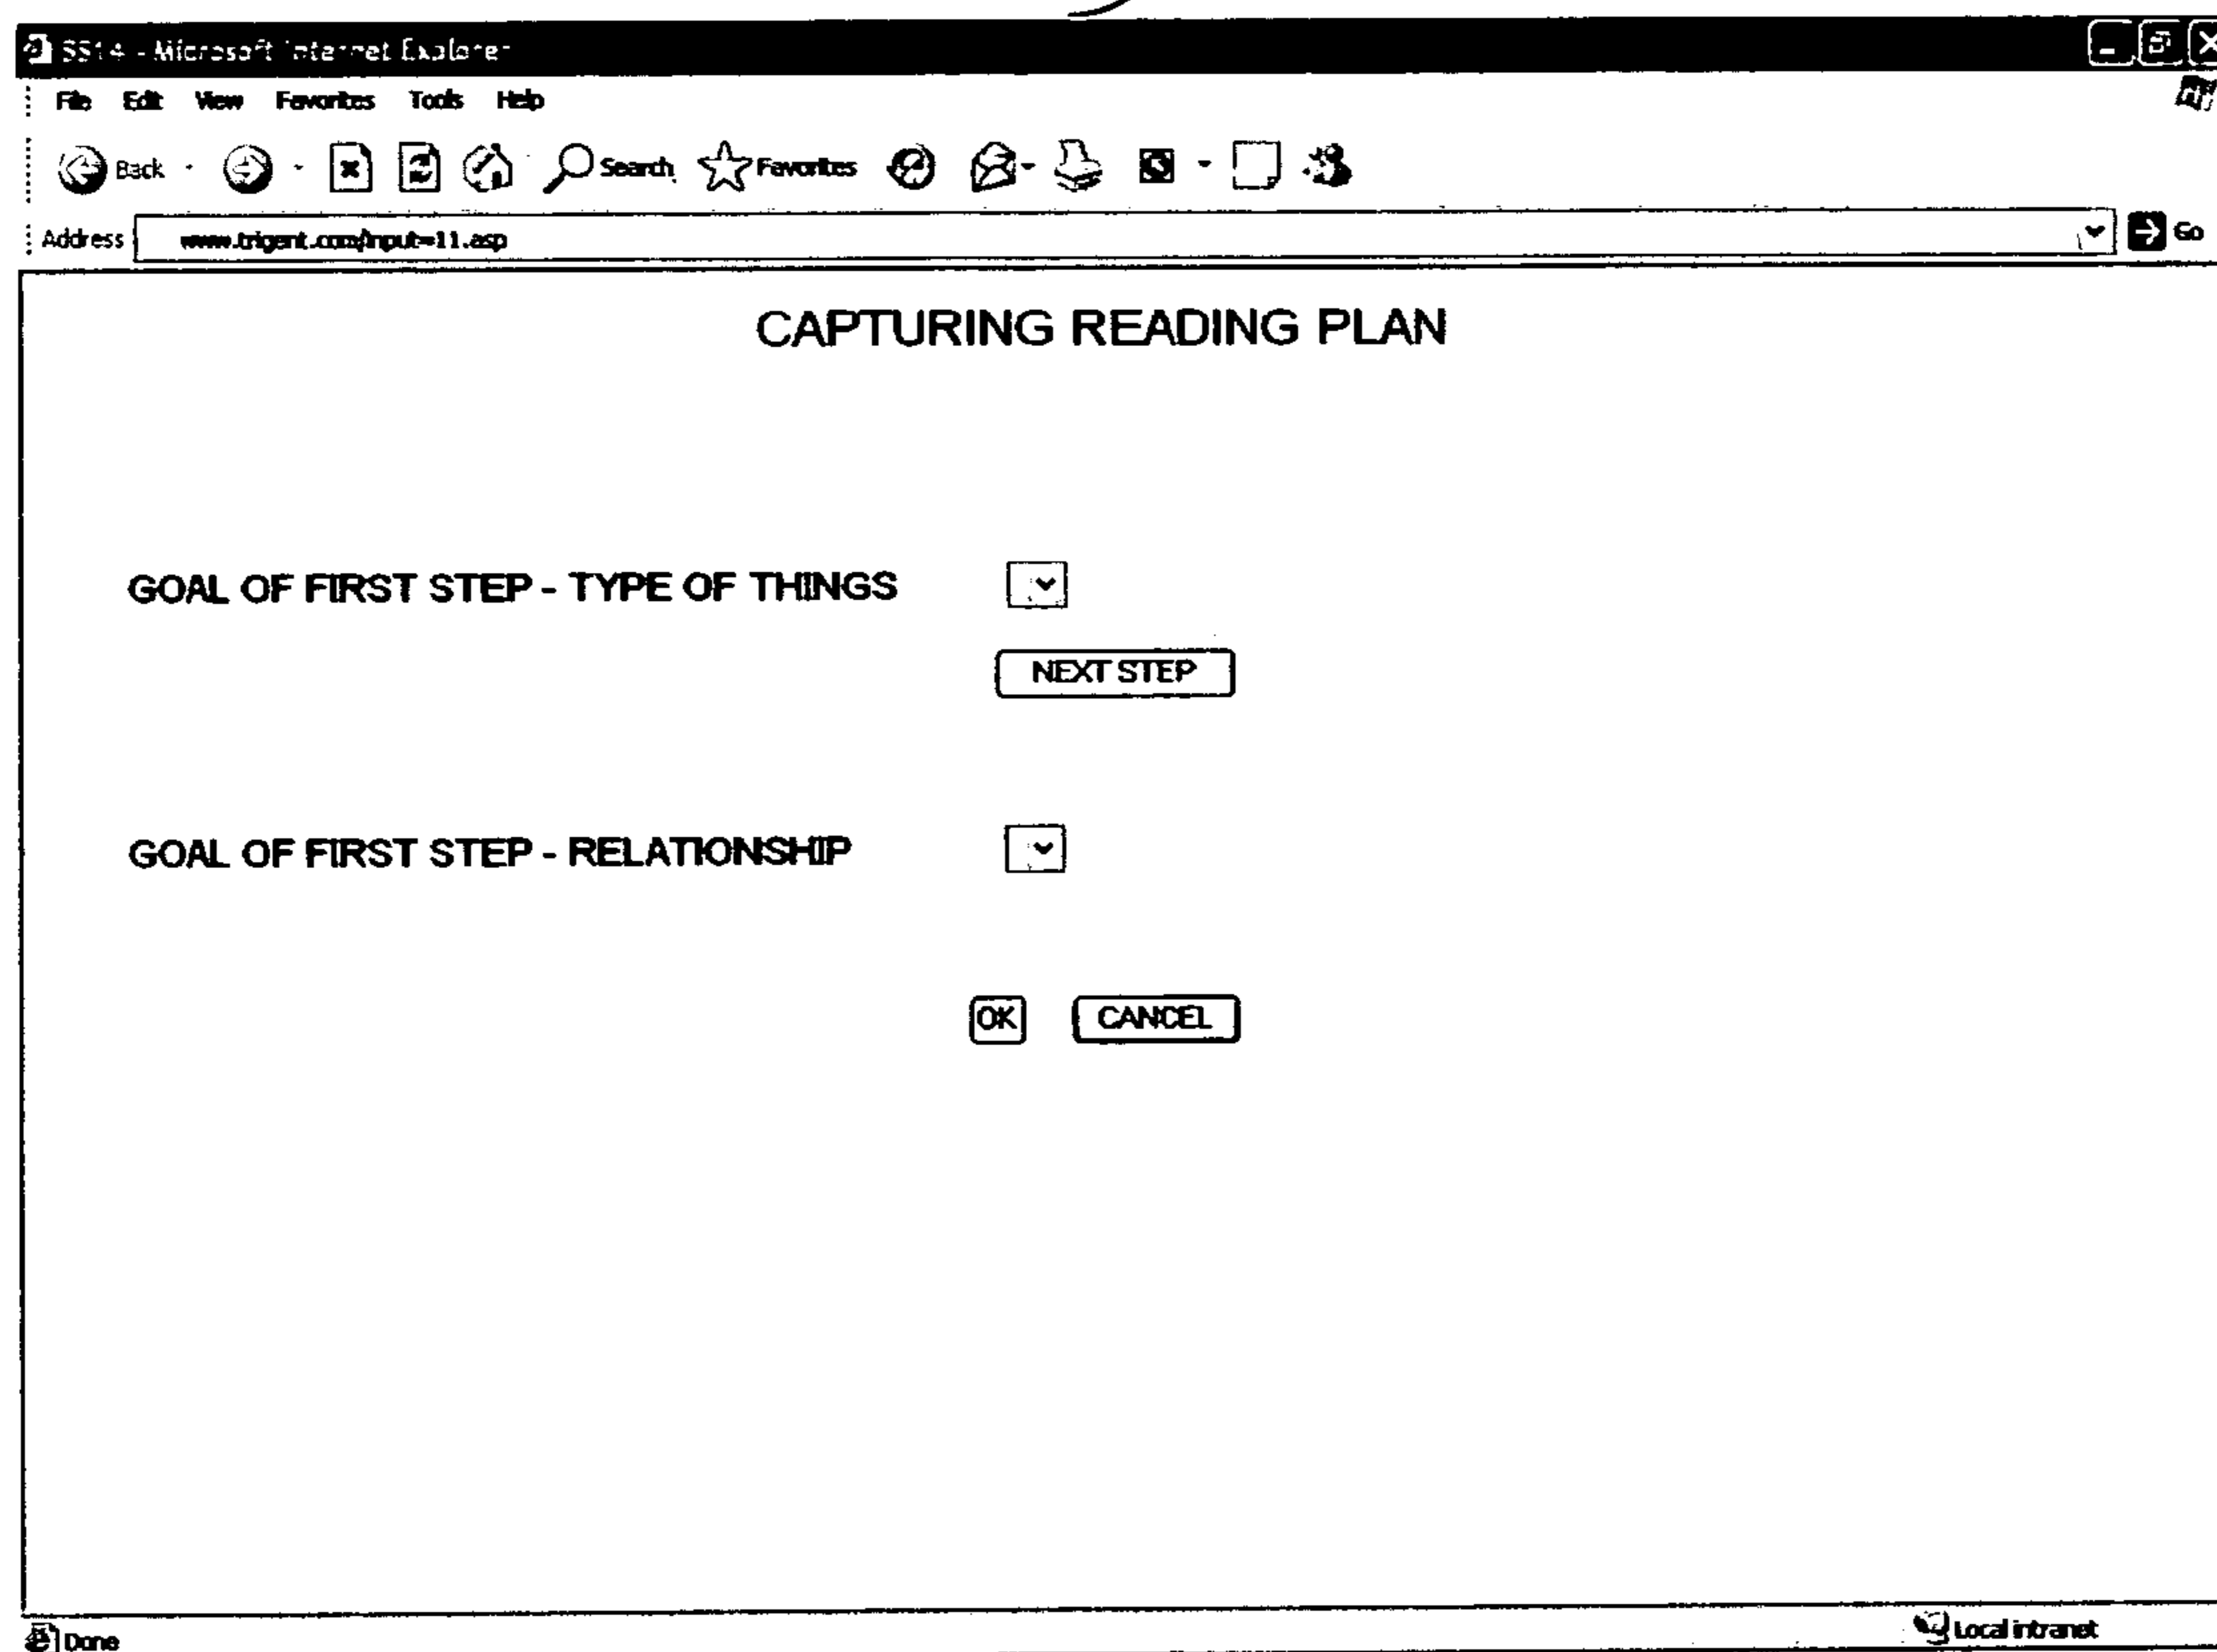 SS14 - Microsoft Internet Explorer
File Edit View Favorites Tools Help
Back Search Favorites
Address www.trigent.com/input=11.asp Go
CAPTURING READING PLAN
GOAL OF FIRST STEP - TYPE OF THINGS
NEXT STEP
GOAL OF FIRST STEP - RELATIONSHIP
OK CANCEL
Done Local intranet